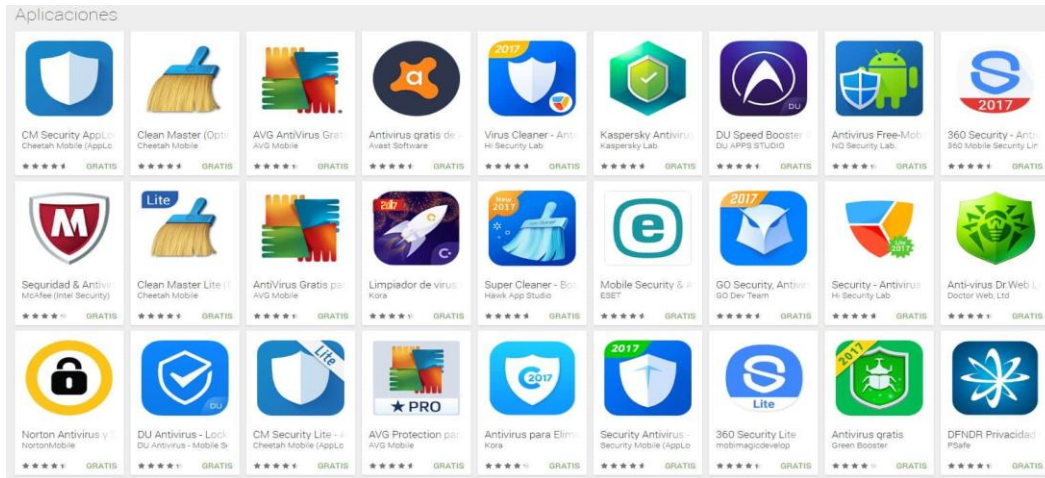 Aplicaciones
2017
DU
2017
CM Security AppLo
Clean Master (Opti
AVG AntiVirus Grat
Antivirus gratis de
Virus Cleaner - Anti
Kaspersky Antivirus
DU Speed Booster
Antivirus Free-Mobi
360 Security - Anti
Cheetah Mobile (AppLo
Cheetah Mobile
AVG Mobile
Avast Software
Hi Security Lab
Kaspersky Lab
DU APPS STUDIO
NQ Security Lab.
360 Mobile Security Lim
GRATIS
GRATIS
GRATIS
GRATIS
GRATIS
GRATIS
GRATIS
GRATIS
GRATIS
Lite
2017
New 2017
e
2017
Lite 2017
Seguridad & Antivir
Clean Master Lite (
AntiVirus Gratis pa
Limpiador de virus
Super Cleaner - Boo
Mobile Security & A
GO Security, Antivir
Security - Antivirus
Anti-virus Dr.Web L
McAfee (Intel Security)
Cheetah Mobile
AVG Mobile
Kora
Hawk App Studio
ESET
GO Dev Team
Hi Security Lab
Doctor Web, Ltd
GRATIS
GRATIS
GRATIS
GRATIS
GRATIS
GRATIS
GRATIS
GRATIS
GRATIS
DU
Lite
PRO
2017
2017
Lite
2017
Norton Antivirus y
DU Antivirus - Lock
CM Security Lite - A
AVG Protection par
Antivirus para Elim
Security Antivirus -
360 Security Lite
Antivirus gratis
DFNDR Privacidad
NortonMobile
DU Antivirus - Mobile Se
Cheetah Mobile (AppLo
AVG Mobile
Kora
Security Mobile (AppLo
mobimagicdevelop
Green Booster
PSafe
GRATIS
GRATIS
GRATIS
GRATIS
GRATIS
GRATIS
GRATIS
GRATIS
GRATIS